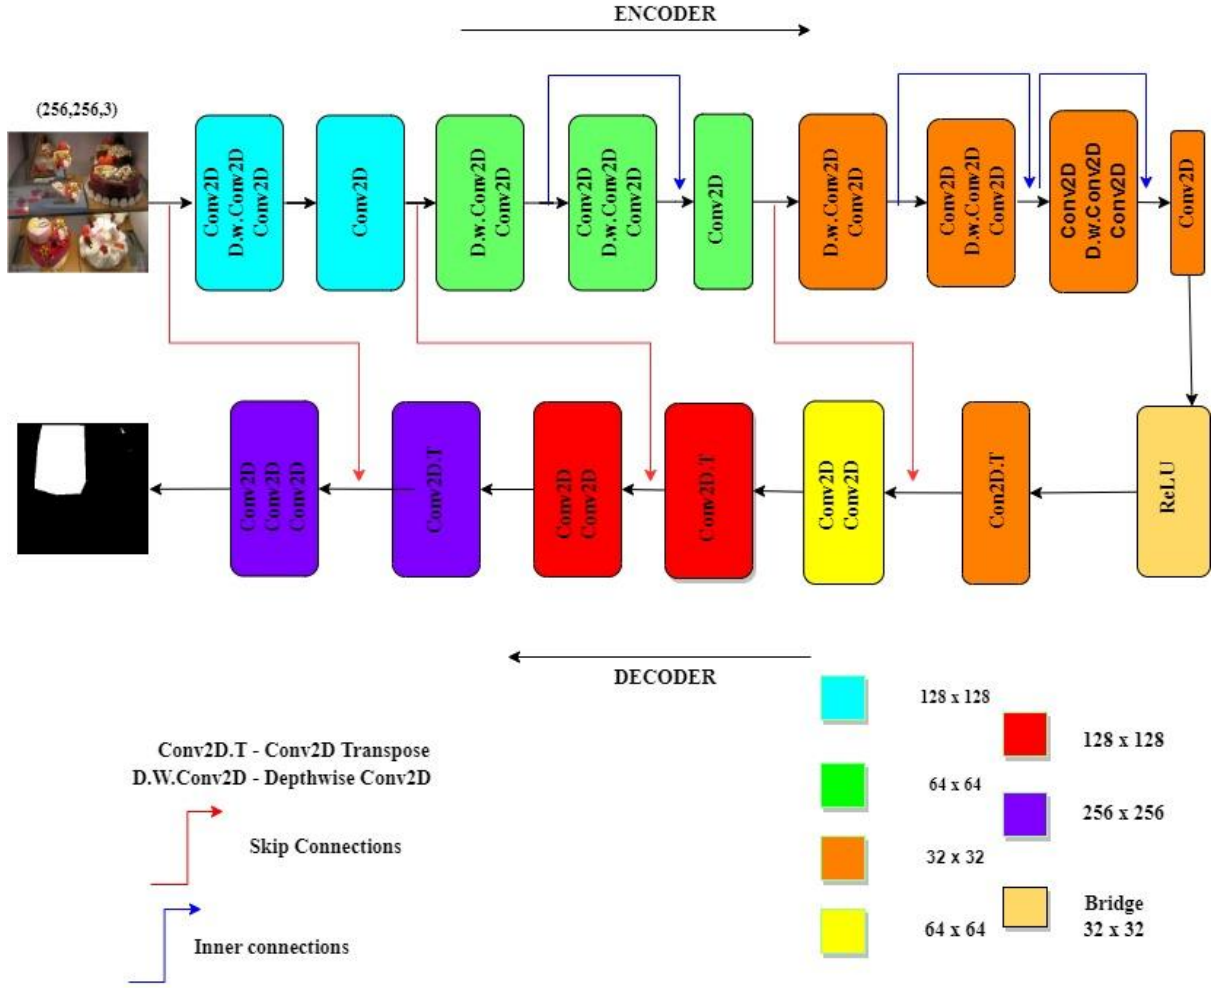 ENCODER
(256,256,3)
Conv2D
D.w.Conv2D
Conv2D
Conv2D
D.w.Conv2D
Conv2D
Conv2D
D.w.Conv2D
Conv2D
Conv2D
D.w.Conv2D
Conv2D
Conv2D
D.w.Conv2D
Conv2D
Conv2D
D.w.Conv2D
Conv2D
Conv2D
Conv2D
Conv2D
Conv2D
Conv2D.T
Conv2D
Conv2D
Conv2D.T
Conv2D
Conv2D
Con2D.T
ReLU
DECODER
Conv2D.T - Conv2D Transpose
D.W.Conv2D - Depthwise Conv2D
Skip Connections
Inner connections
128 x 128
64 x 64
32 x 32
64 x 64
128 x 128
256 x 256
Bridge
32 x 32